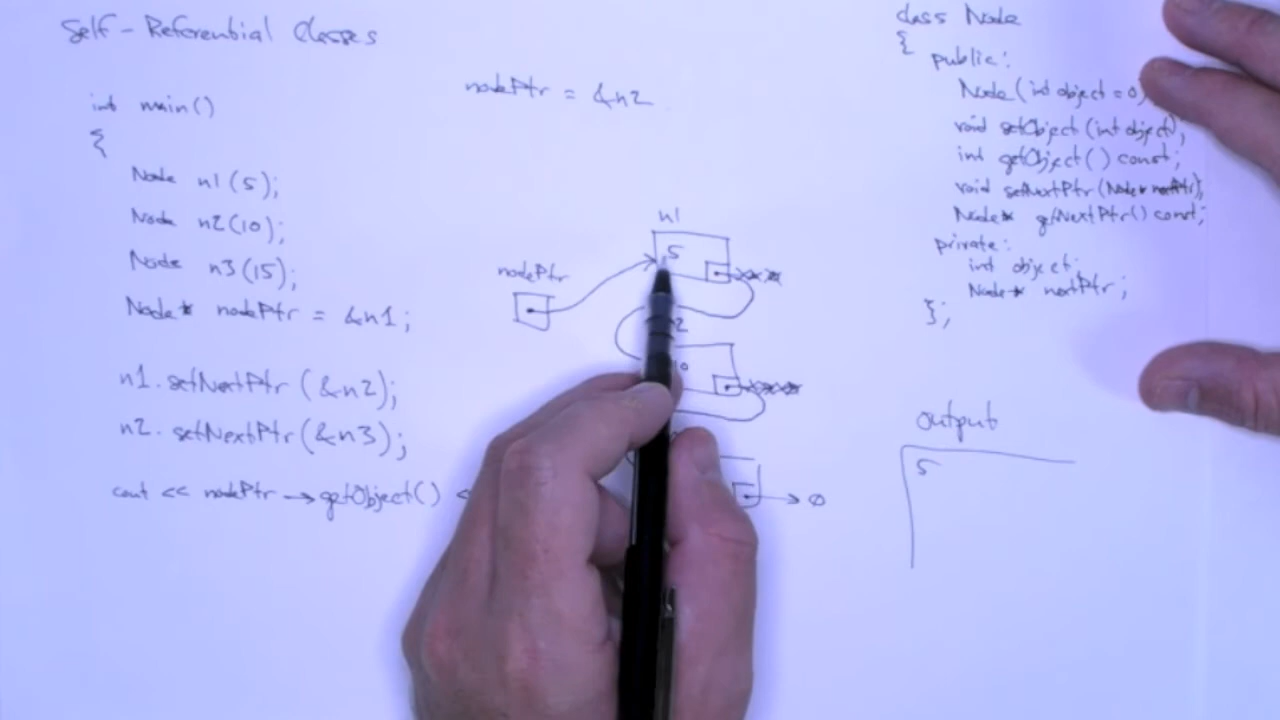 Self-Referential Classes
int main()
{
Node n1(5);
Node n2(10);
Node n3(15);
Node* nodePtr = &n1;
n1.setNextPtr(&n2);
n2.setNextPtr(&n3);
cout << nodePtr→getObject() <
nodePtr = &n2
nodePtr
n1
5
2
10
0
class Node
{
public:
Node(int object=0
void setObject(int object);
int getObject() const;
void setNextPtr(Node* nextPtr);
Node* getNextPtr() const;
private:
int object;
Node* nextPtr;
};
output
5